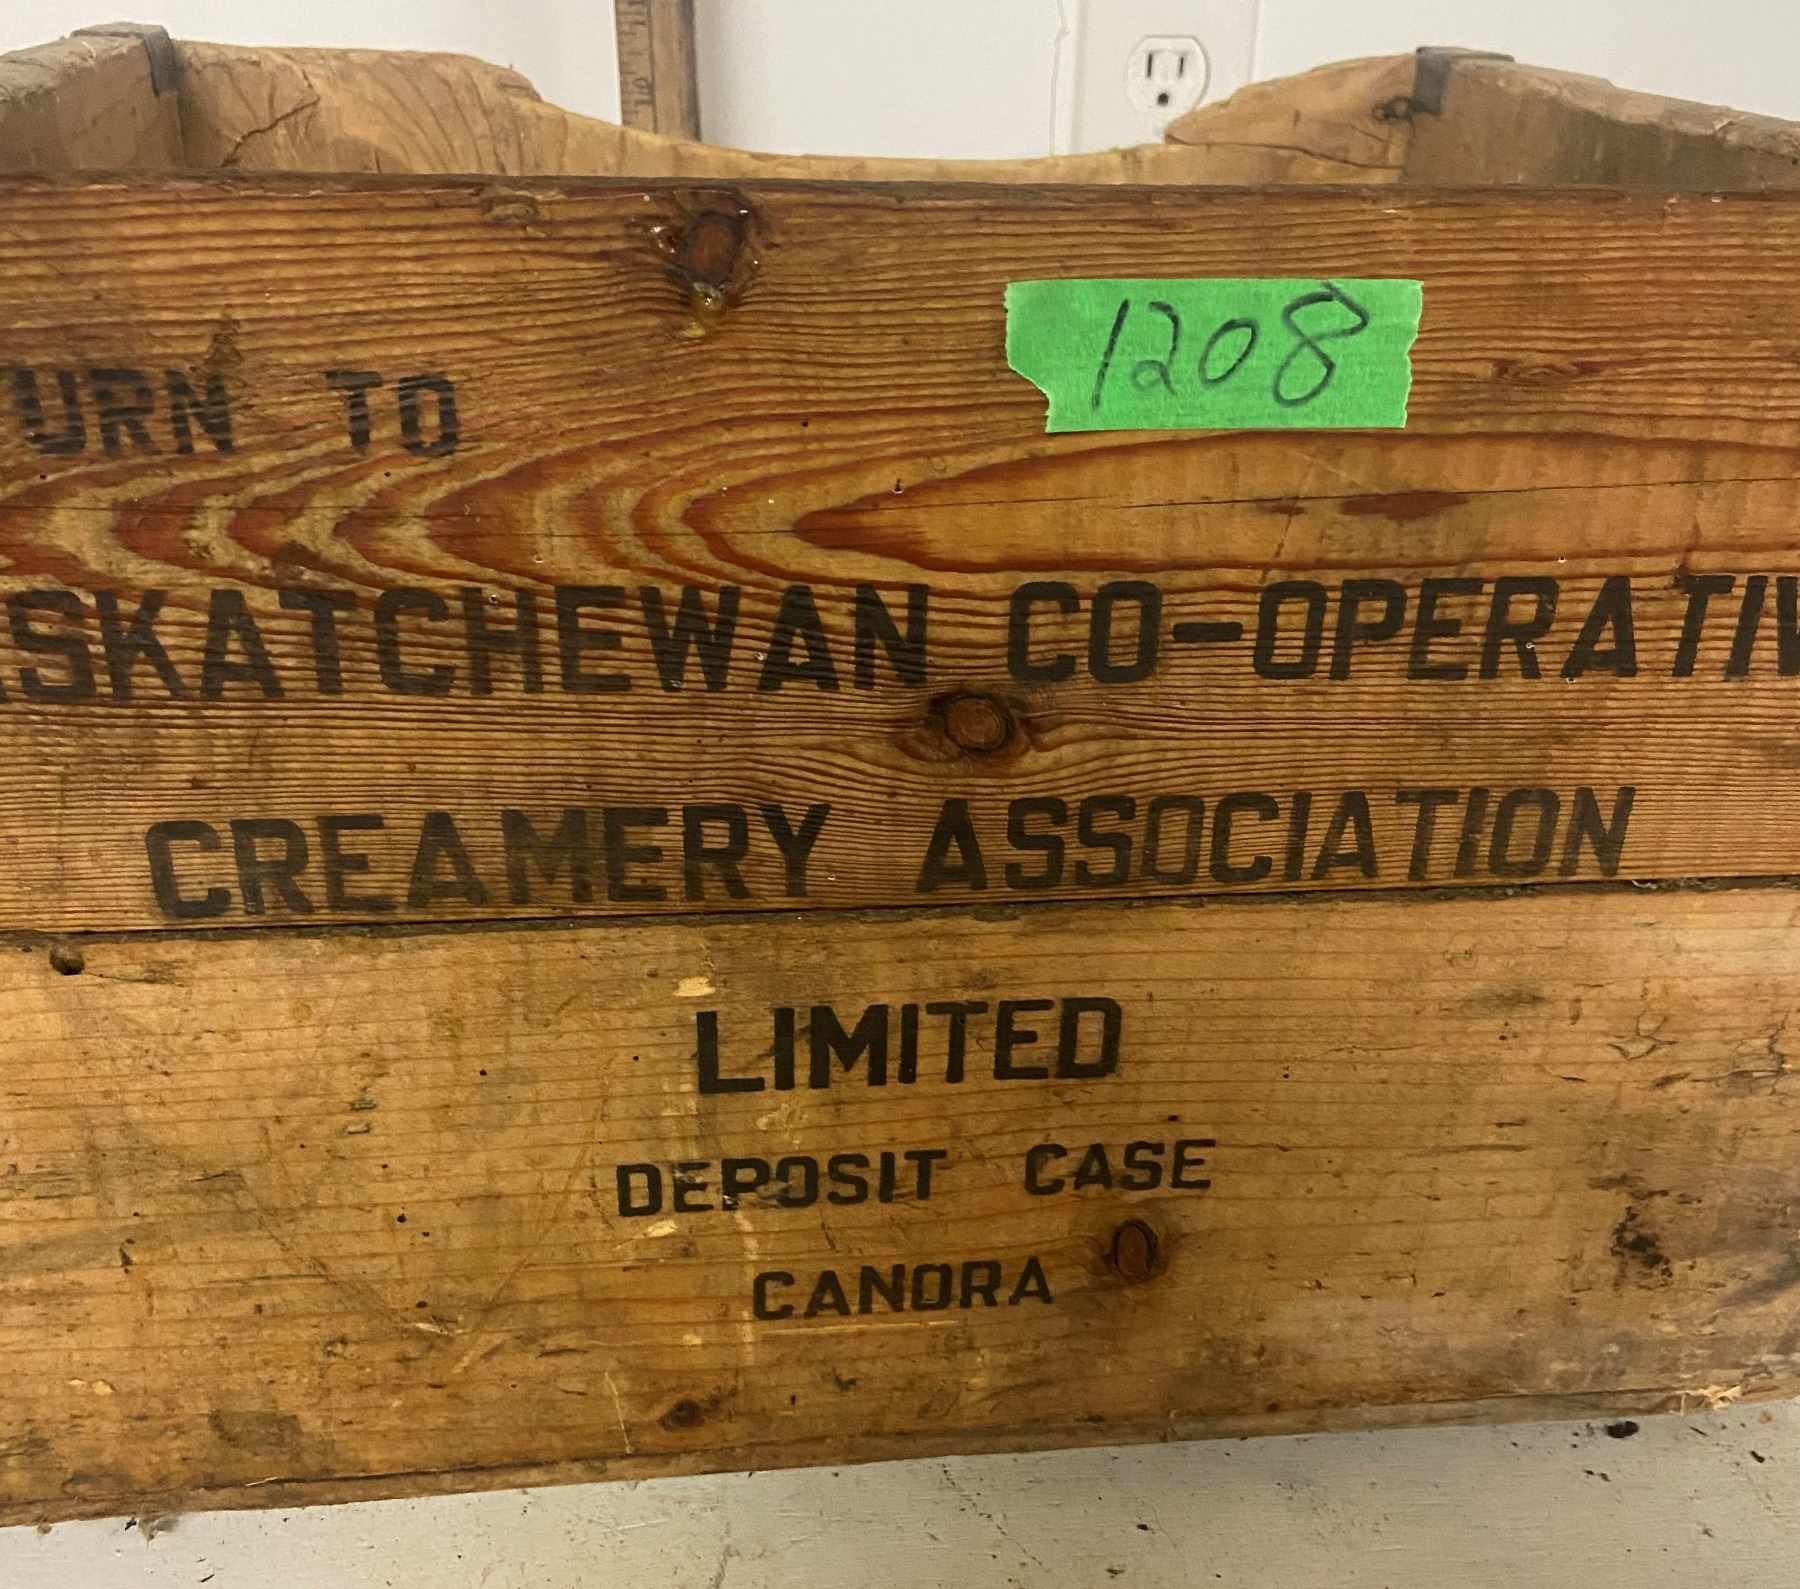 1208
URN TO
SKATCHEWAN CO-OPERATIV
CREAMERY ASSOCIATION
LIMITED
DEPOSIT CASE
CANORA